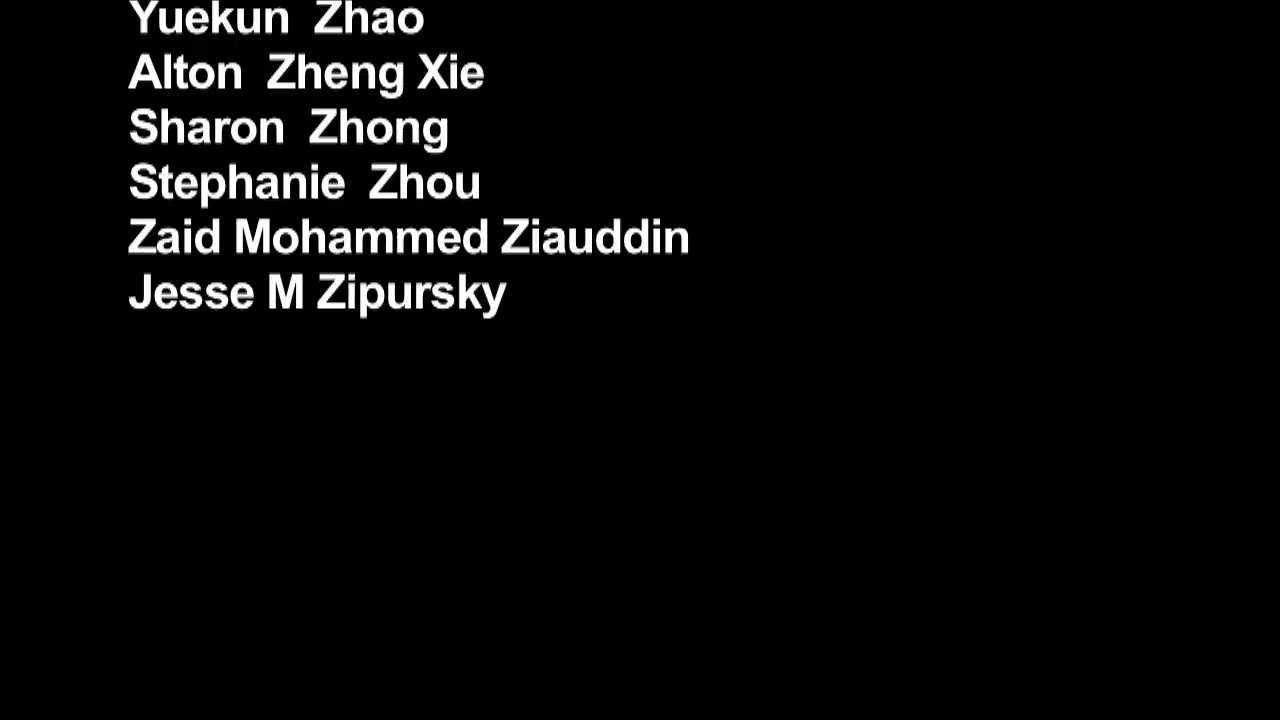 Yuekun Zhao
Alton Zheng Xie
Sharon Zhong
Stephanie Zhou
Zaid Mohammed Ziauddin
Jesse M Zipursky